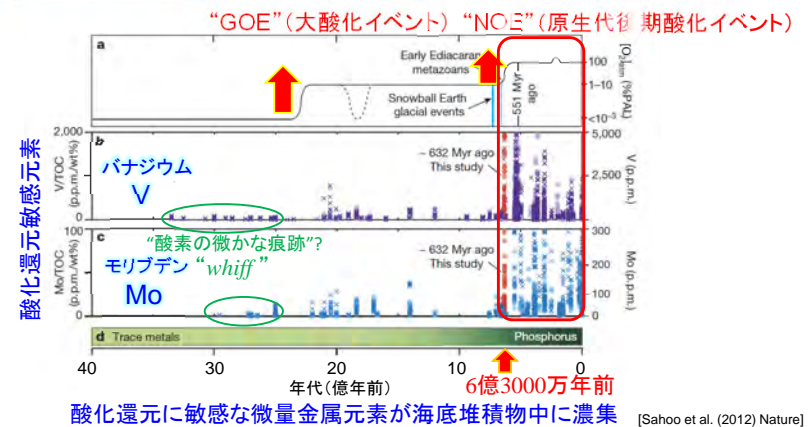 “GOE”(大酸化イベント) “NOE”(原生代後期酸化イベント)
a
Early Ediacaran
metazoans
Snowball Earth
glacial events
551 Myr
ago
100
1–10
<10⁻⁵
[O₂]atm (%PAL)
酸化還元敏感元素
2,000
b
V/TOC
(p.p.m./wt%)
0
バナジウム
V
~ 632 Myr ago
This study
5,000
2,500
0
V (p.p.m.)
“酸素の微かな痕跡”?
“whiff”
100
c
Mo/TOC
(p.p.m./wt%)
0
モリブデン
Mo
~ 632 Myr ago
This study
300
200
100
0
Mo (p.p.m.)
d Trace metals
Phosphorus
40 30 20 10 0
年代(億年前)
6億3000万年前
酸化還元に敏感な微量金属元素が海底堆積物中に濃集
[Sahoo et al. (2012) Nature]